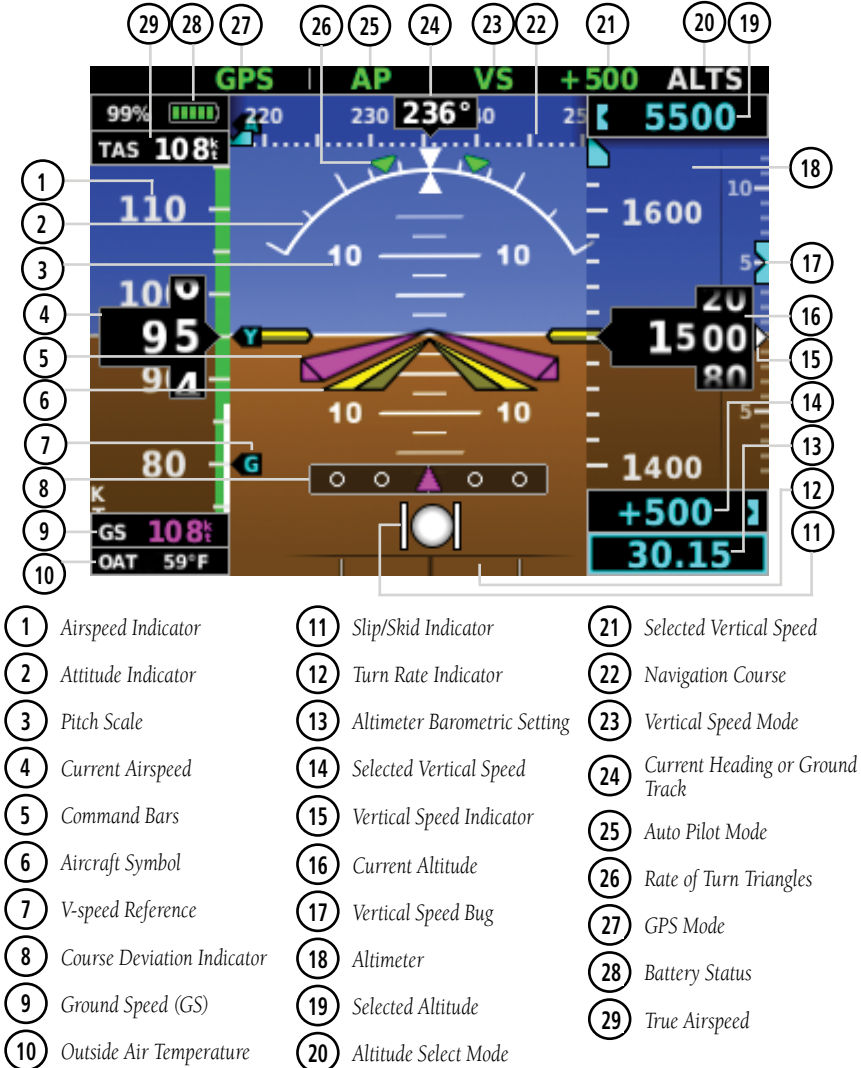 29 28 27 26 25 24 23 22 21 20 19
GPS AP VS +500 ALTS
99% 220 230 236° 5500
TAS 108kt
18
1 110 10
2 1600
3 10 10 5 17
100 20 16
4 95 Y 1500
5 80 15
6
10 10 5 14
7 80 G 1400 13
8
K +500 12
9 GS 108kt 30.15 11
10 OAT 59°F
1 Airspeed Indicator
2 Attitude Indicator
3 Pitch Scale
4 Current Airspeed
5 Command Bars
6 Aircraft Symbol
7 V-speed Reference
8 Course Deviation Indicator
9 Ground Speed (GS)
10 Outside Air Temperature
11 Slip/Skid Indicator
12 Turn Rate Indicator
13 Altimeter Barometric Setting
14 Selected Vertical Speed
15 Vertical Speed Indicator
16 Current Altitude
17 Vertical Speed Bug
18 Altimeter
19 Selected Altitude
20 Altitude Select Mode
21 Selected Vertical Speed
22 Navigation Course
23 Vertical Speed Mode
24 Current Heading or Ground
Track
25 Auto Pilot Mode
26 Rate of Turn Triangles
27 GPS Mode
28 Battery Status
29 True Airspeed